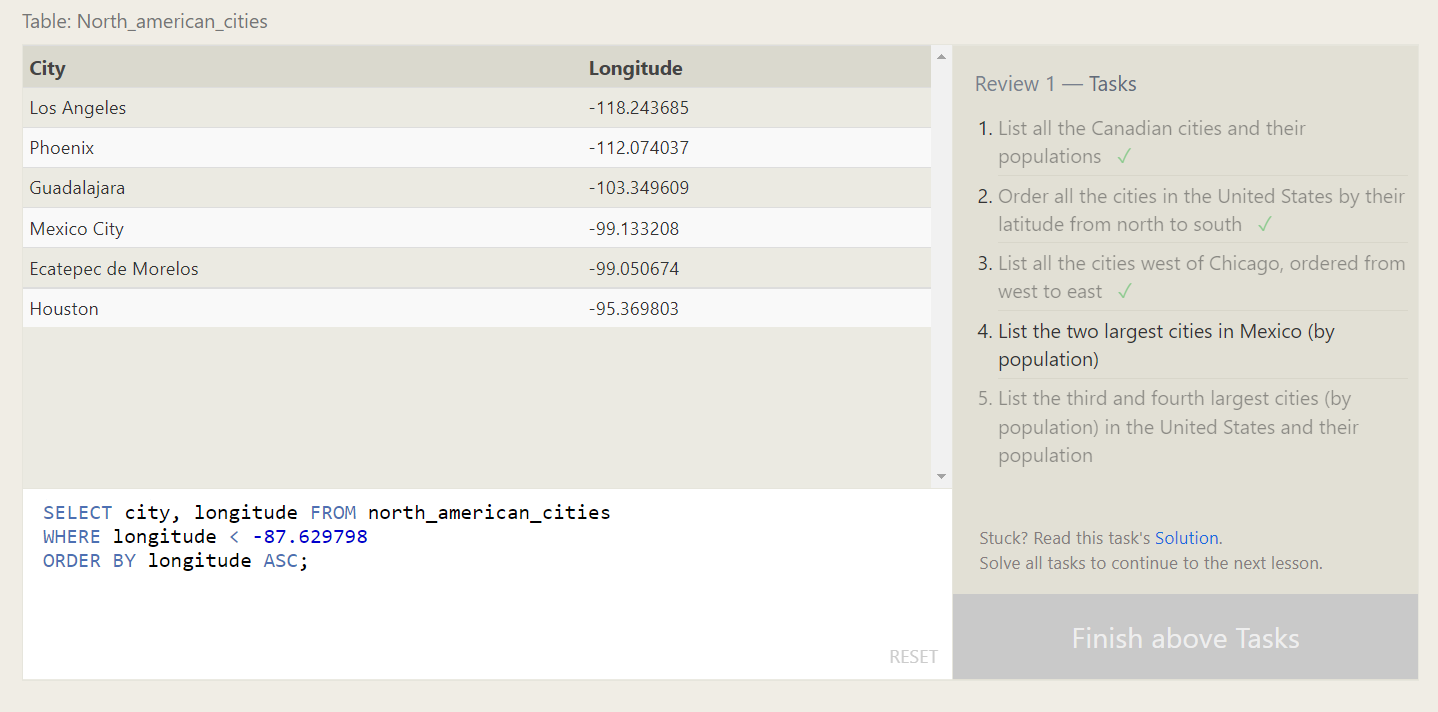 Table: North_american_cities
City Longitude
Los Angeles -118.243685
Phoenix -112.074037
Guadalajara -103.349609
Mexico City -99.133208
Ecatepec de Morelos -99.050674
Houston -95.369803
SELECT city, longitude FROM north_american_cities
WHERE longitude < -87.629798
ORDER BY longitude ASC;
RESET
Review 1 — Tasks
1. List all the Canadian cities and their
populations ✓
2. Order all the cities in the United States by their
latitude from north to south ✓
3. List all the cities west of Chicago, ordered from
west to east ✓
4. List the two largest cities in Mexico (by
population)
5. List the third and fourth largest cities (by
population) in the United States and their
population
Stuck? Read this task's Solution.
Solve all tasks to continue to the next lesson.
Finish above Tasks